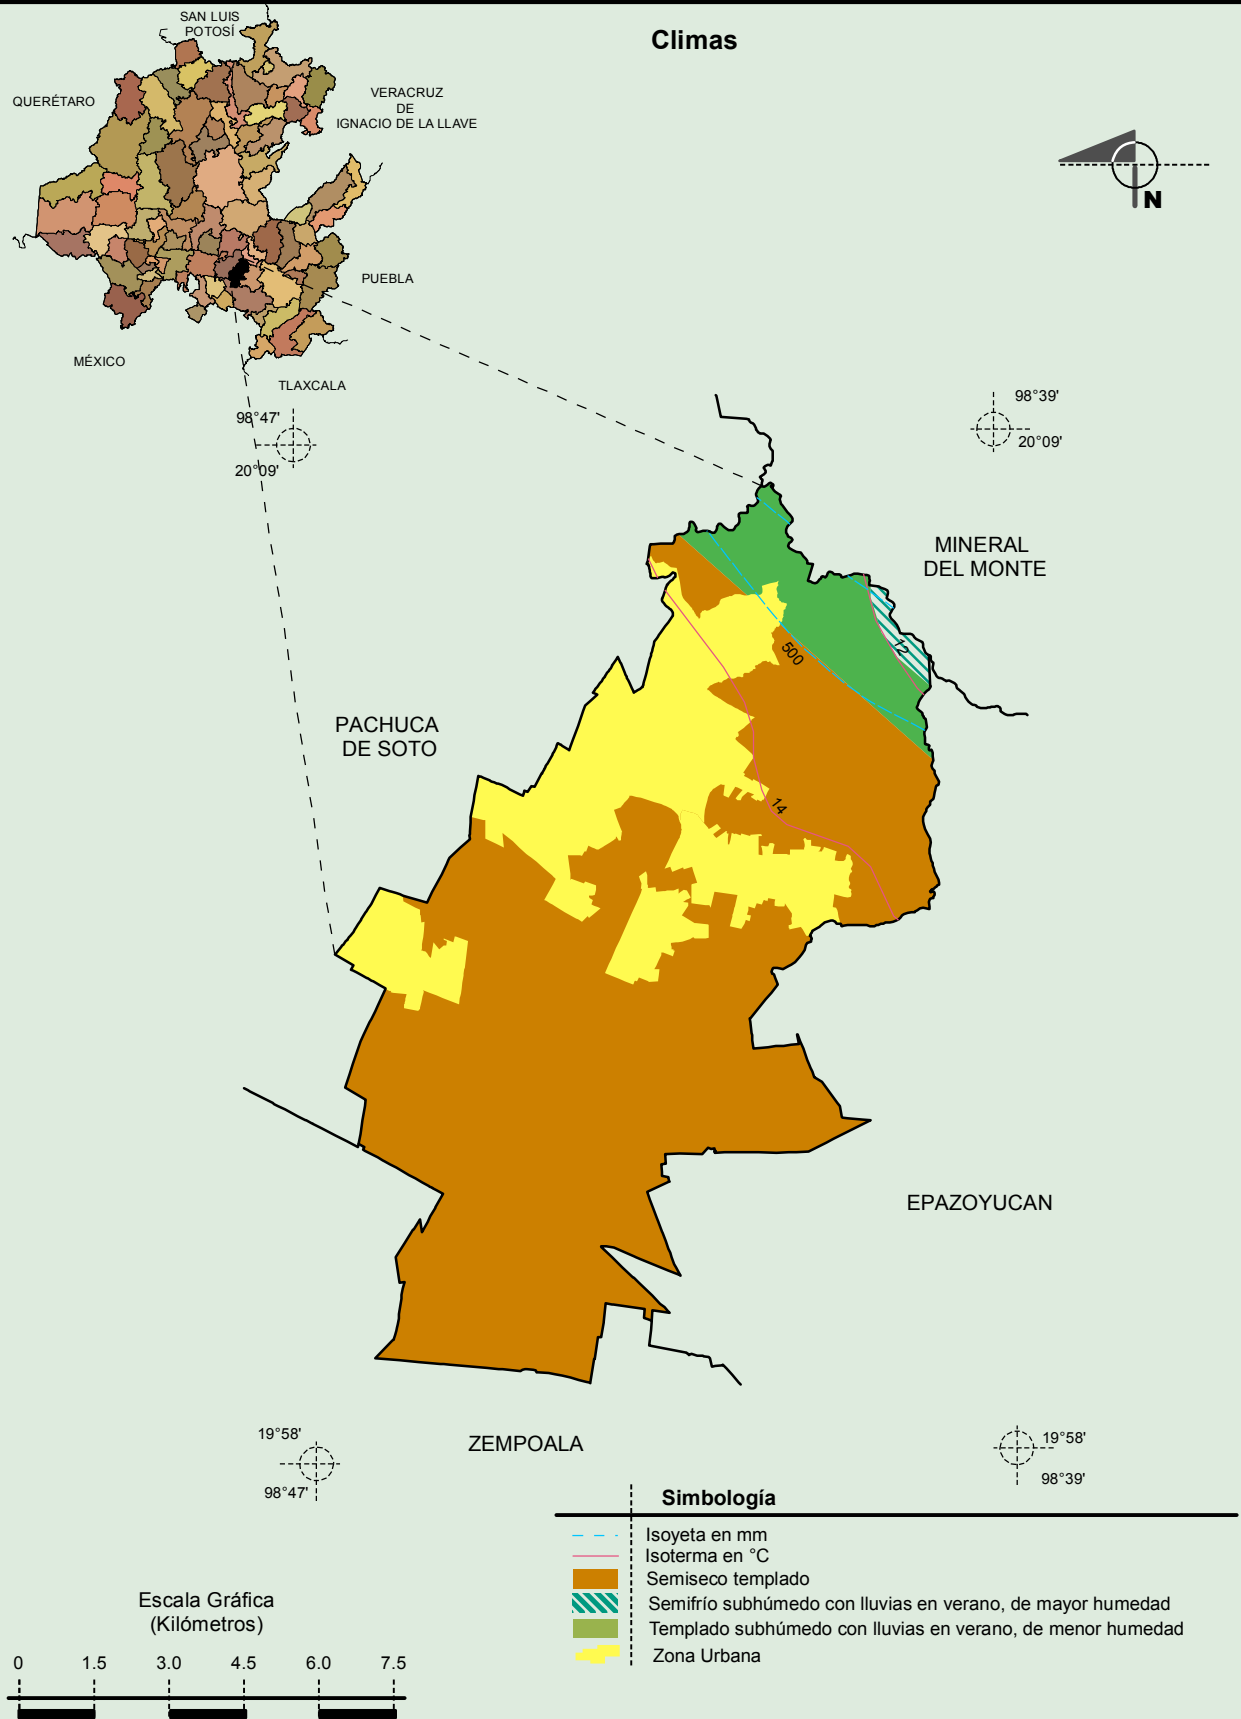 Climas
SAN LUIS
POTOSÍ
QUERÉTARO
VERACRUZ
DE
IGNACIO DE LA LLAVE
N
PUEBLA
MÉXICO
TLAXCALA
98°47'
20°09'
98°39'
20°09'
MINERAL
DEL MONTE
12
500
PACHUCA
DE SOTO
14
EPAZOYUCAN
ZEMPOALA
19°58'
98°47'
19°58'
98°39'
Simbología
Isoyeta en mm
Isoterma en °C
Semiseco templado
Semifrío subhúmedo con lluvias en verano, de mayor humedad
Templado subhúmedo con lluvias en verano, de menor humedad
Zona Urbana
Escala Gráfica
(Kilómetros)
0 1.5 3.0 4.5 6.0 7.5